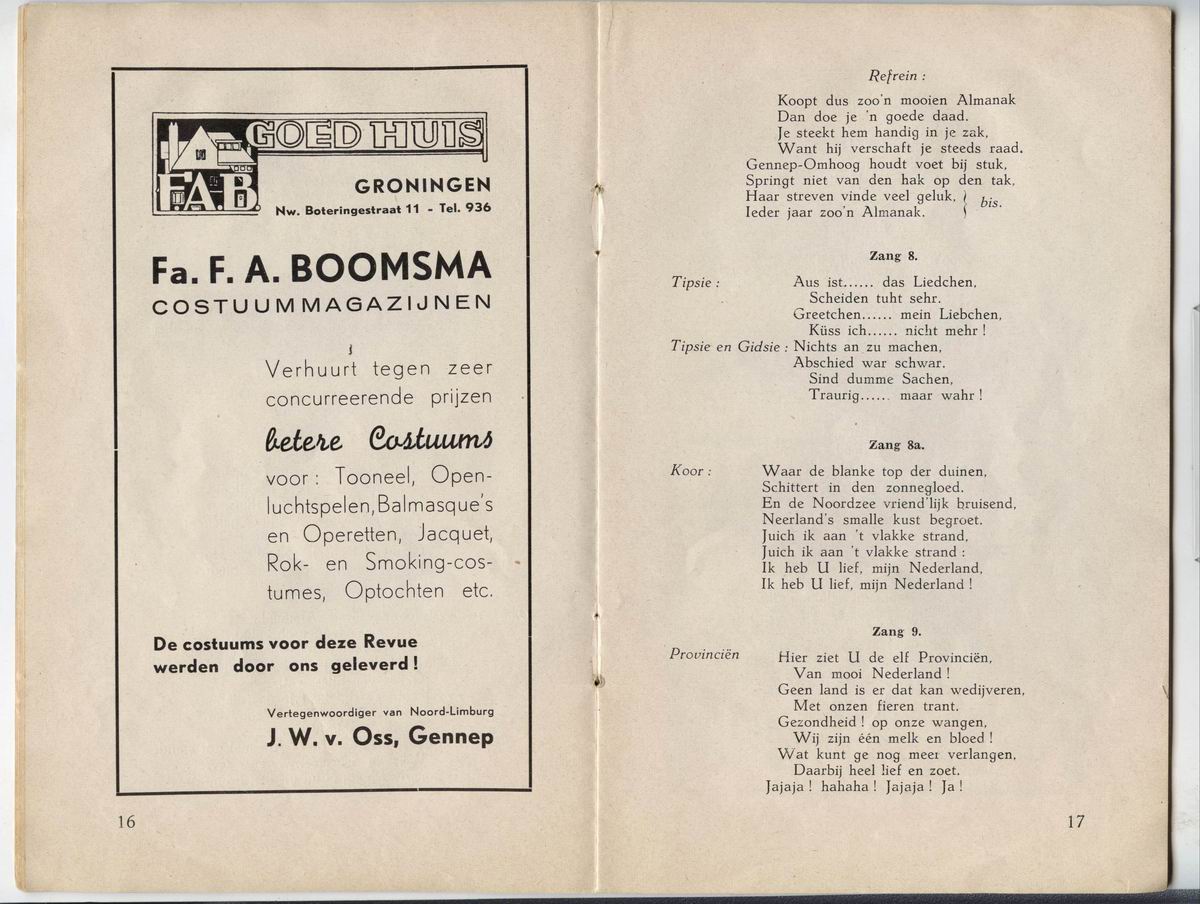 GOED HUIS
F.A.B.
GRONINGEN
Nw. Boteringestraat 11 - Tel. 936
Fa. F. A. BOOMSMA
COSTUUMMAGAZIJNEN
Verhuurt tegen zeer
concurreerende prijzen
betere Costuums
voor : Tooneel, Open-
luchtspelen, Balmasque's
en Operetten, Jacquet,
Rok- en Smoking-cos-
tumes, Optochten etc.
De costuums voor deze Revue
werden door ons geleverd !
Vertegenwoordiger van Noord-Limburg
J. W. v. Oss, Gennep
16
Refrein :
Koopt dus zoo'n mooien Almanak
Dan doe je 'n goede daad.
Je steekt hem handig in je zak,
Want hij verschaft je steeds raad.
Gennep-Omhoog houdt voet bij stuk,
Springt niet van den hak op den tak,
Haar streven vinde veel geluk, bis.
Ieder jaar zoo'n Almanak.
Zang 8.
Tipsie : Aus ist...... das Liedchen,
Scheiden tuht sehr.
Greetchen...... mein Liebchen,
Küss ich...... nicht mehr !
Tipsie en Gidsie : Nichts an zu machen,
Abschied war schwar.
Sind dumme Sachen,
Traurig...... maar wahr !
Zang 8a.
Koor : Waar de blanke top der duinen,
Schittert in den zonnegloed.
En de Noordzee vriend'lijk bruisend,
Neerland's smalle kust begroet.
Juich ik aan 't vlakke strand,
Juich ik aan 't vlakke strand :
Ik heb U lief, mijn Nederland,
Ik heb U lief, mijn Nederland !
Zang 9.
Provinciën Hier ziet U de elf Provinciën,
Van mooi Nederland !
Geen land is er dat kan wedijveren,
Met onzen fieren trant.
Gezondheid ! op onze wangen,
Wij zijn één melk en bloed !
Wat kunt ge nog meer verlangen,
Daarbij heel lief en zoet.
Jajaja ! hahaha ! Jajaja ! Ja !
17